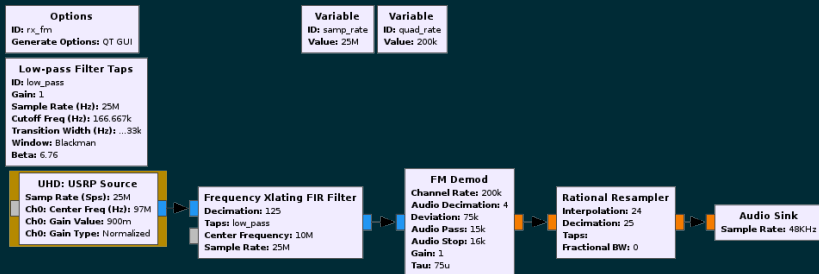 Options
ID: rx_fm
Generate Options: QT GUI
Variable
ID: samp_rate
Value: 25M
Variable
ID: quad_rate
Value: 200k
Low-pass Filter Taps
ID: low_pass
Gain: 1
Sample Rate (Hz): 25M
Cutoff Freq (Hz): 166.667k
Transition Width (Hz): ...33k
Window: Blackman
Beta: 6.76
UHD: USRP Source
Samp Rate (Sps): 25M
Ch0: Center Freq (Hz): 97M
Ch0: Gain Value: 900m
Ch0: Gain Type: Normalized
Frequency Xlating FIR Filter
Decimation: 125
Taps: low_pass
Center Frequency: 10M
Sample Rate: 25M
FM Demod
Channel Rate: 200k
Audio Decimation: 4
Deviation: 75k
Audio Pass: 15k
Audio Stop: 16k
Gain: 1
Tau: 75u
Rational Resampler
Interpolation: 24
Decimation: 25
Taps:
Fractional BW: 0
Audio Sink
Sample Rate: 48KHz